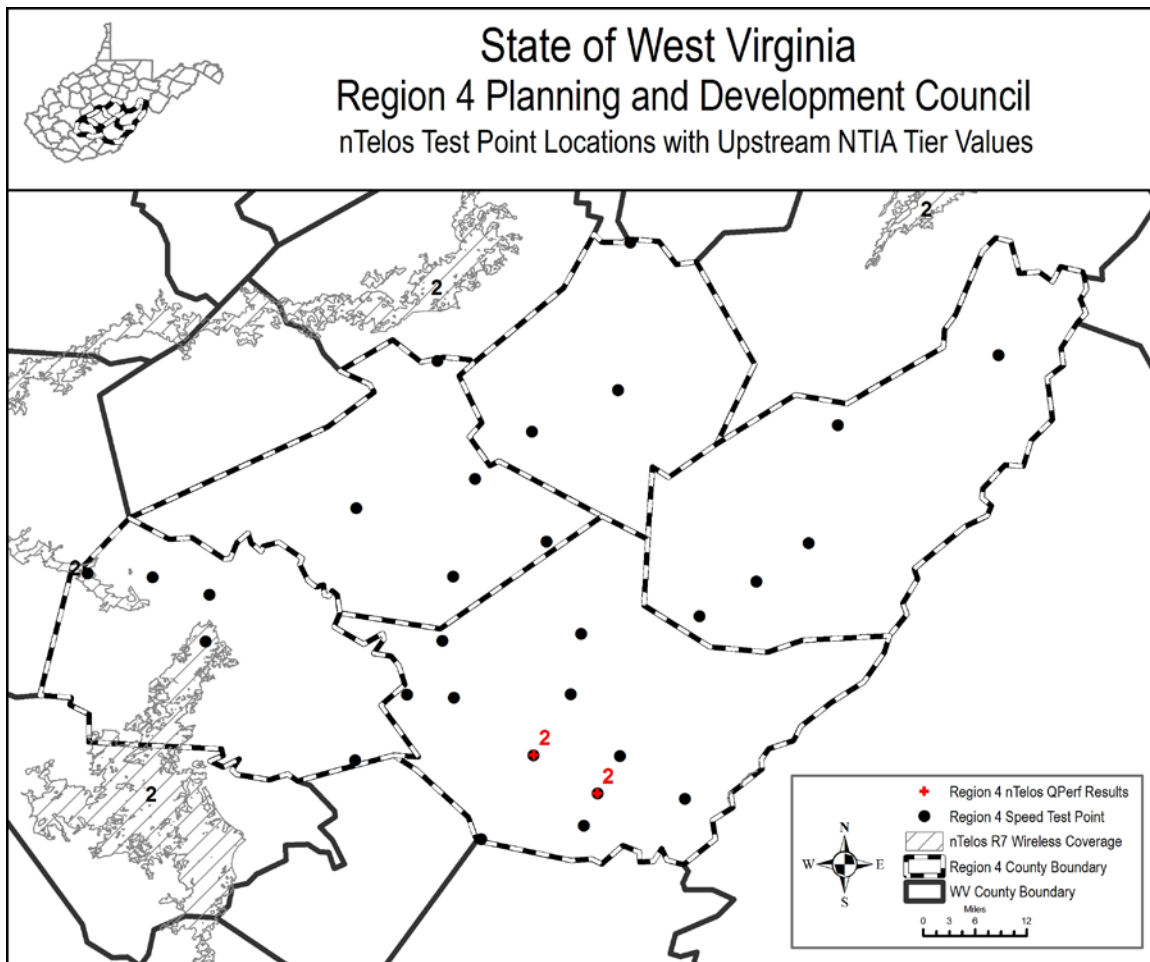 State of West Virginia
Region 4 Planning and Development Council
nTelos Test Point Locations with Upstream NTIA Tier Values
2
2
2
2
2
2
Region 4 nTelos QPerf Results
Region 4 Speed Test Point
nTelos R7 Wireless Coverage
Region 4 County Boundary
WV County Boundary
N
W E
S
Miles
0 3 6 12